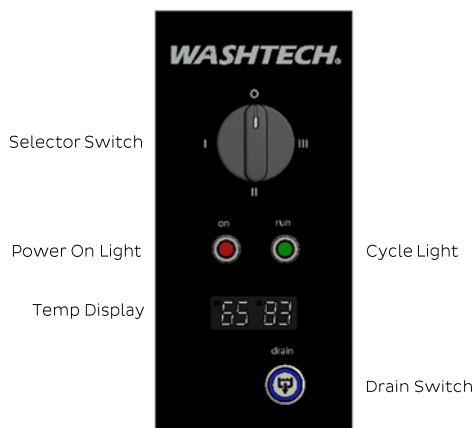 WASHTECH.
O
Selector Switch
I
III
II
on
run
Power On Light
Cycle Light
Temp Display
65 83
drain
Drain Switch